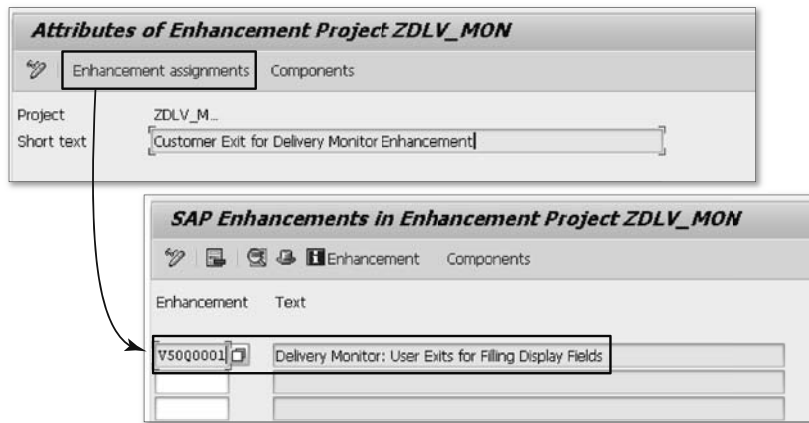 Attributes of Enhancement Project ZDLV_MON
Enhancement assignments Components
Project ZDLV_M...
Short text Customer Exit for Delivery Monitor Enhancement
SAP Enhancements in Enhancement Project ZDLV_MON
Enhancement Components
Enhancement Text
V50Q0001 Delivery Monitor: User Exits for Filling Display Fields